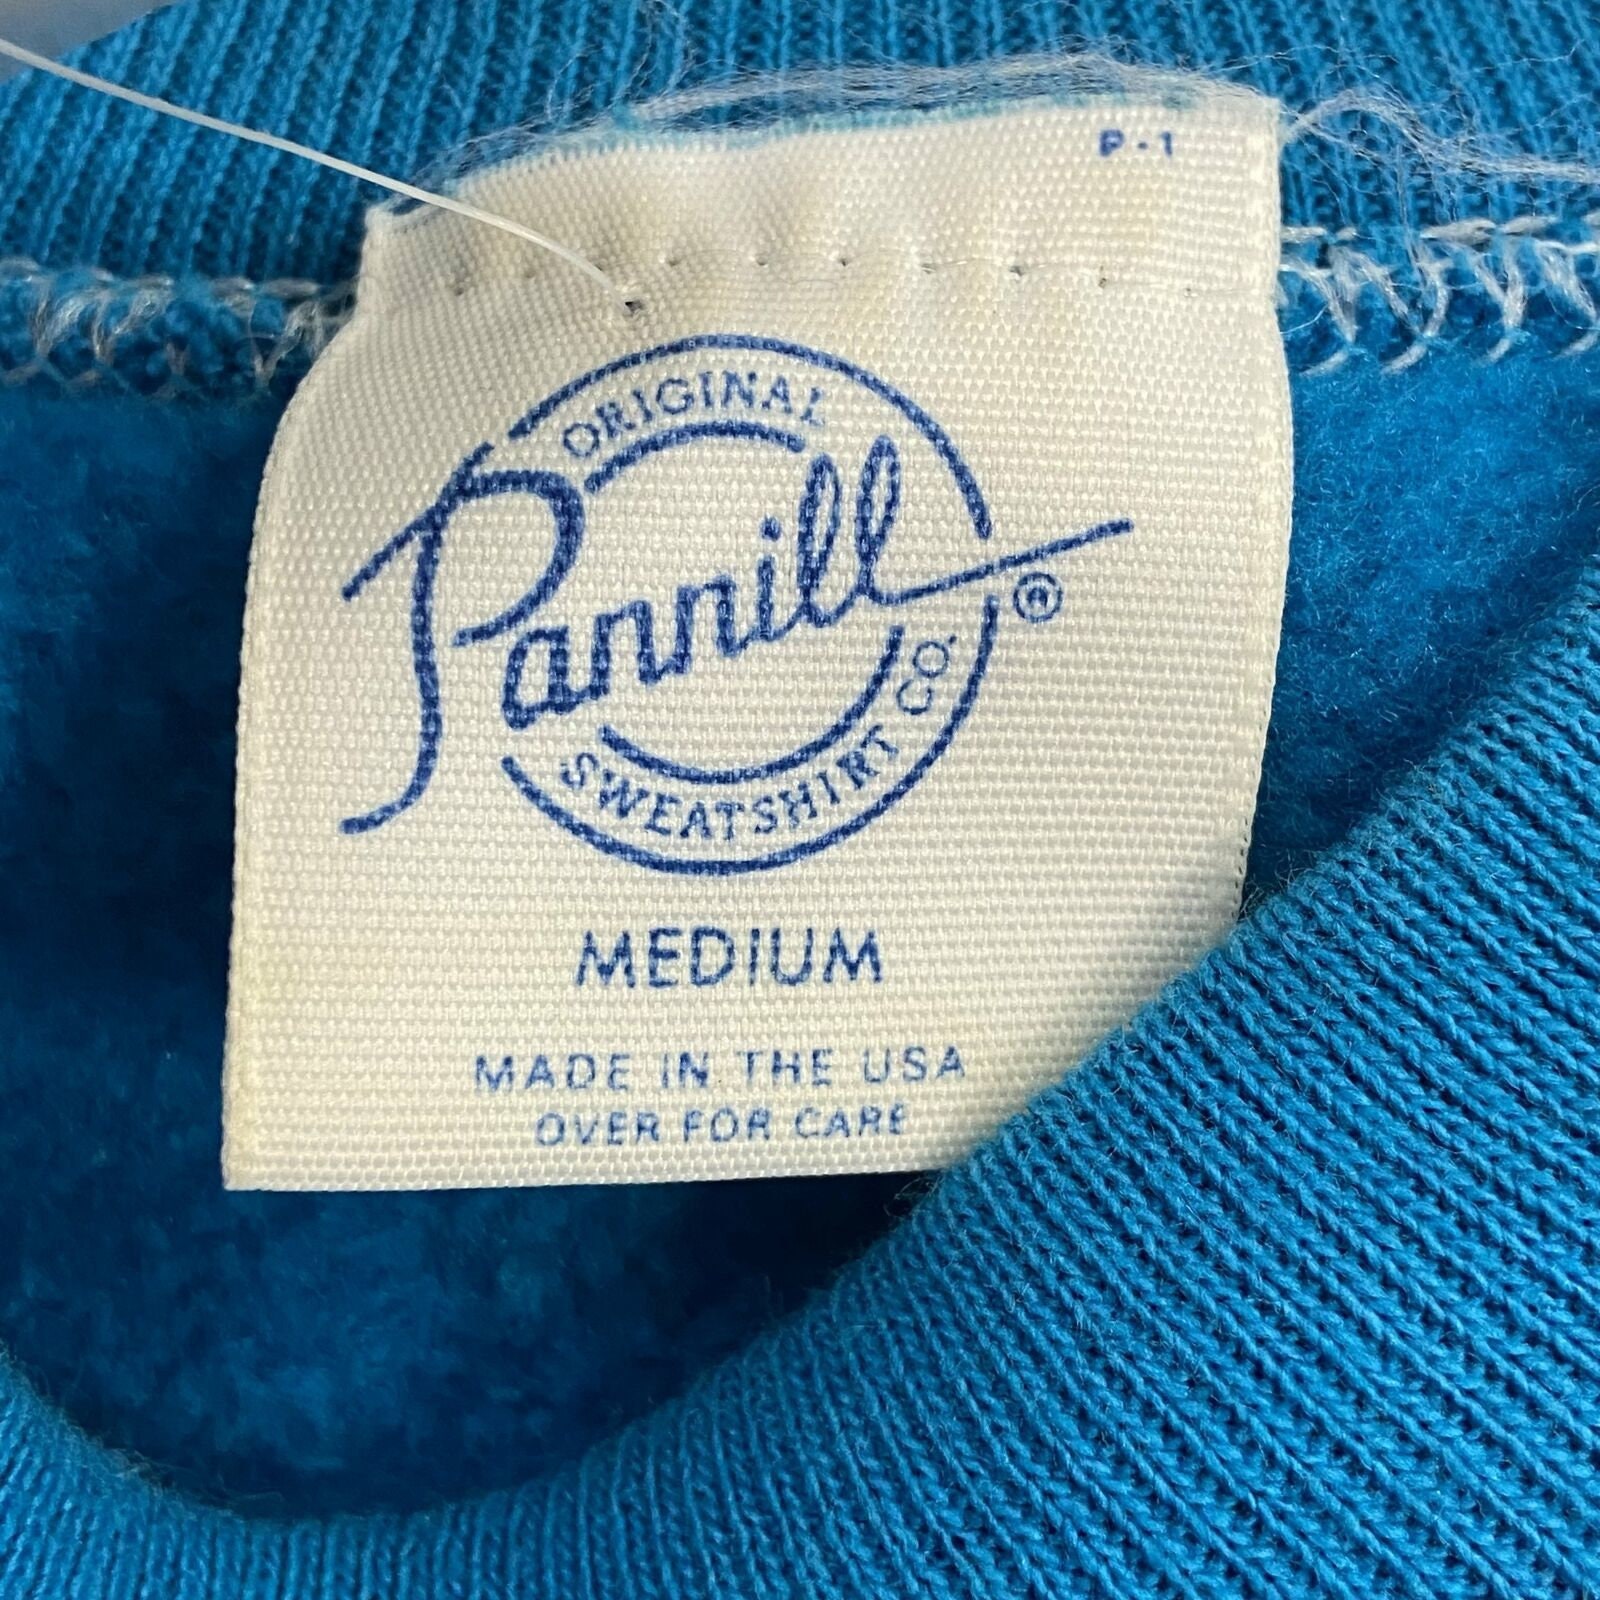 P-1
ORIGINAL
Pannill ®
SWEATSHIRT CO.
MEDIUM
MADE IN THE USA
OVER FOR CARE